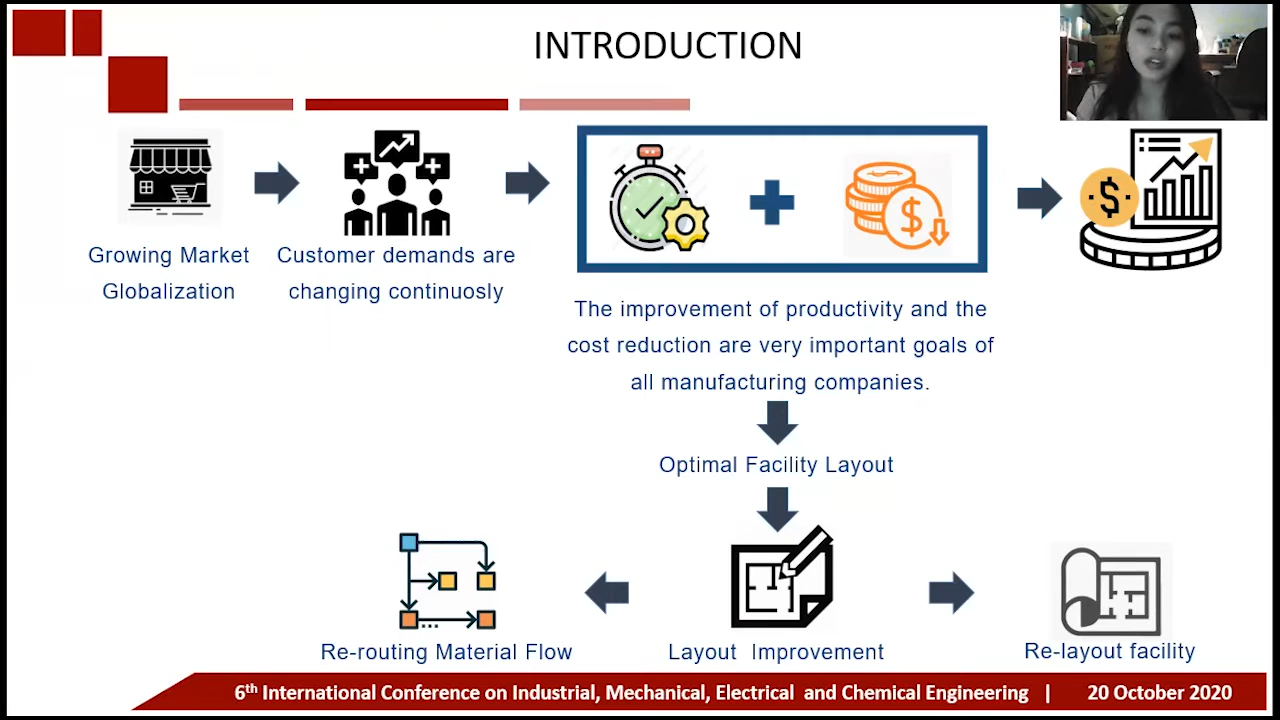 INTRODUCTION
Growing Market
Globalization
Customer demands are
changing continuosly
The improvement of productivity and the
cost reduction are very important goals of
all manufacturing companies.
Optimal Facility Layout
Re-routing Material Flow
Layout Improvement
Re-layout facility
6th International Conference on Industrial, Mechanical, Electrical and Chemical Engineering | 20 October 2020